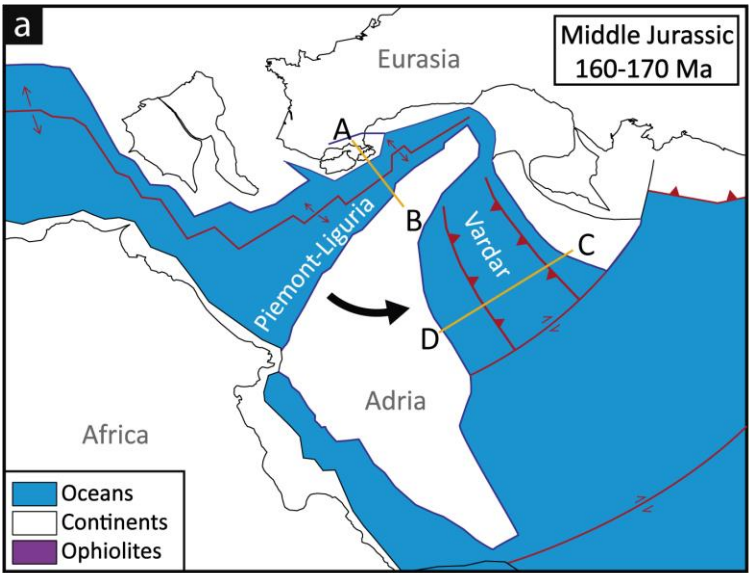 a
Middle Jurassic
160-170 Ma
Eurasia
A
B
Piemont-Liguria
Vardar
C
D
Adria
Africa
Oceans
Continents
Ophiolites